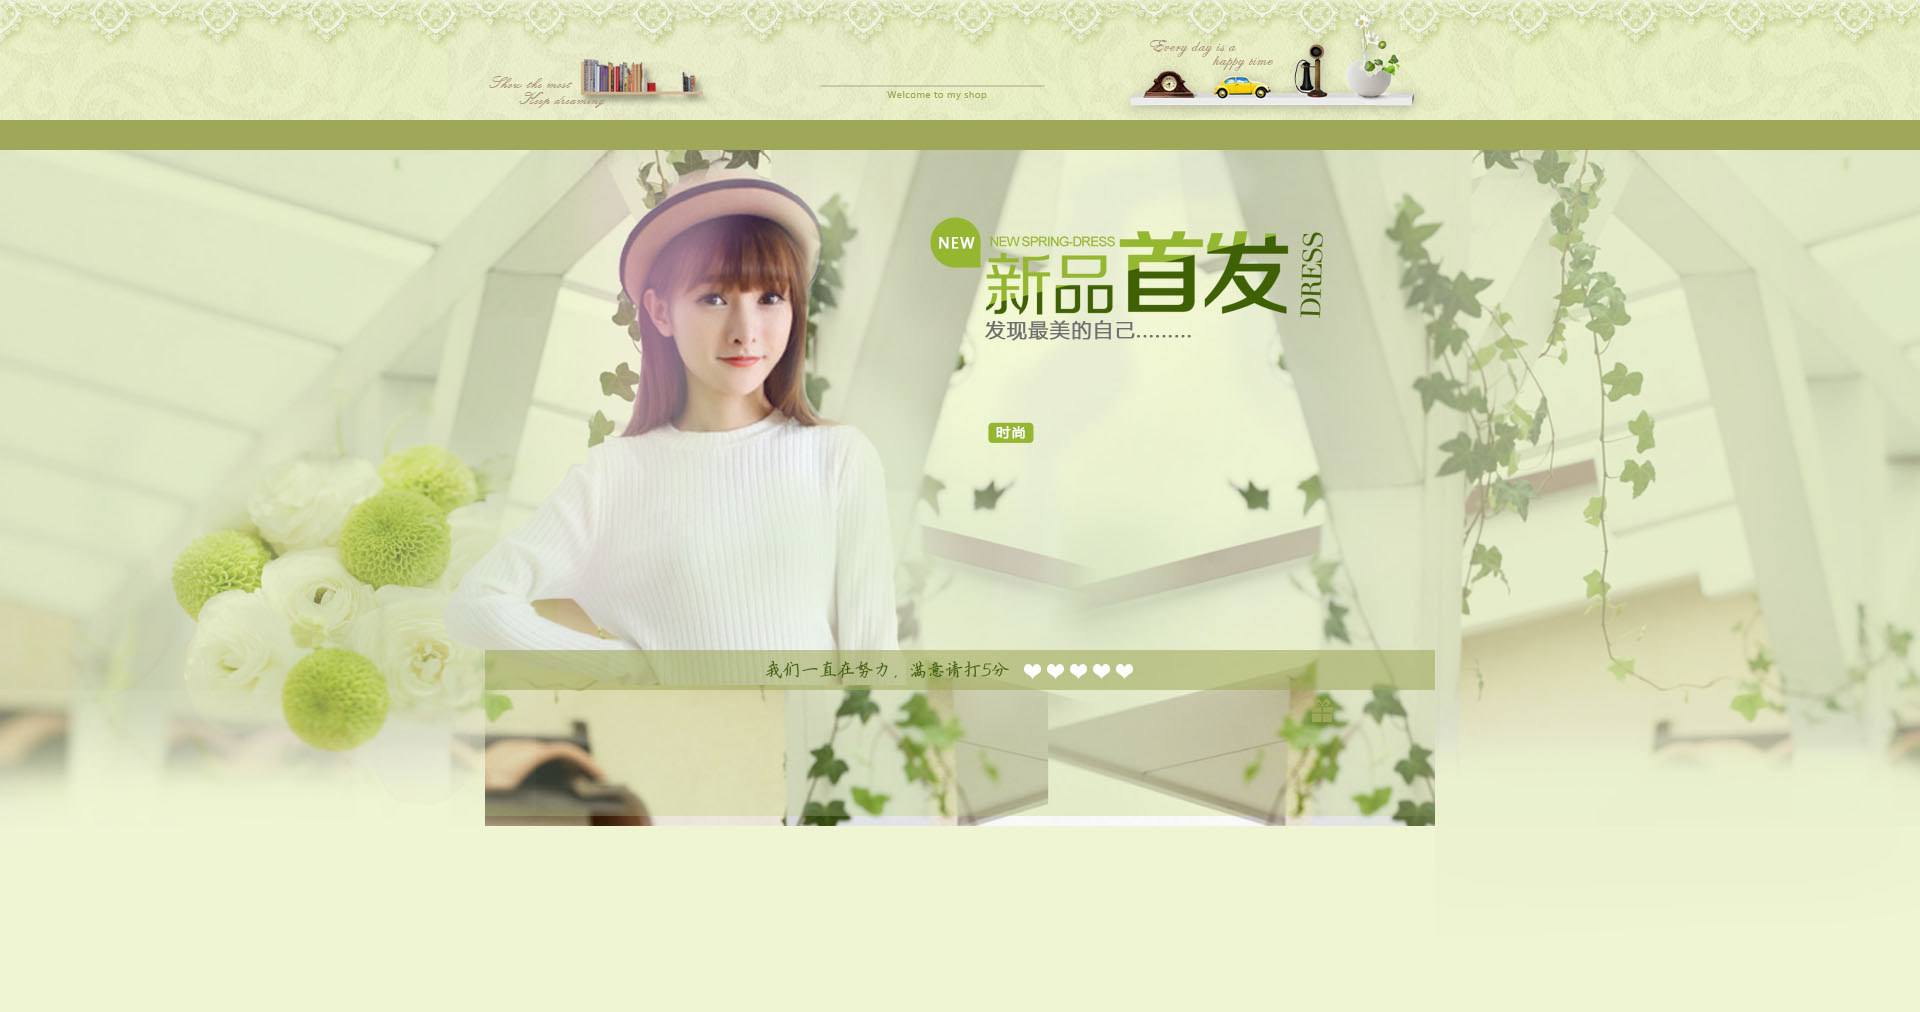 Show the most
Keep dreaming
Welcome to my shop
Every day is a
happy time
NEW
NEW SPRING-DRESS
新品首发
DRESS
发现最美的自己.........
时尚
我们一直在努力，满意请打5分